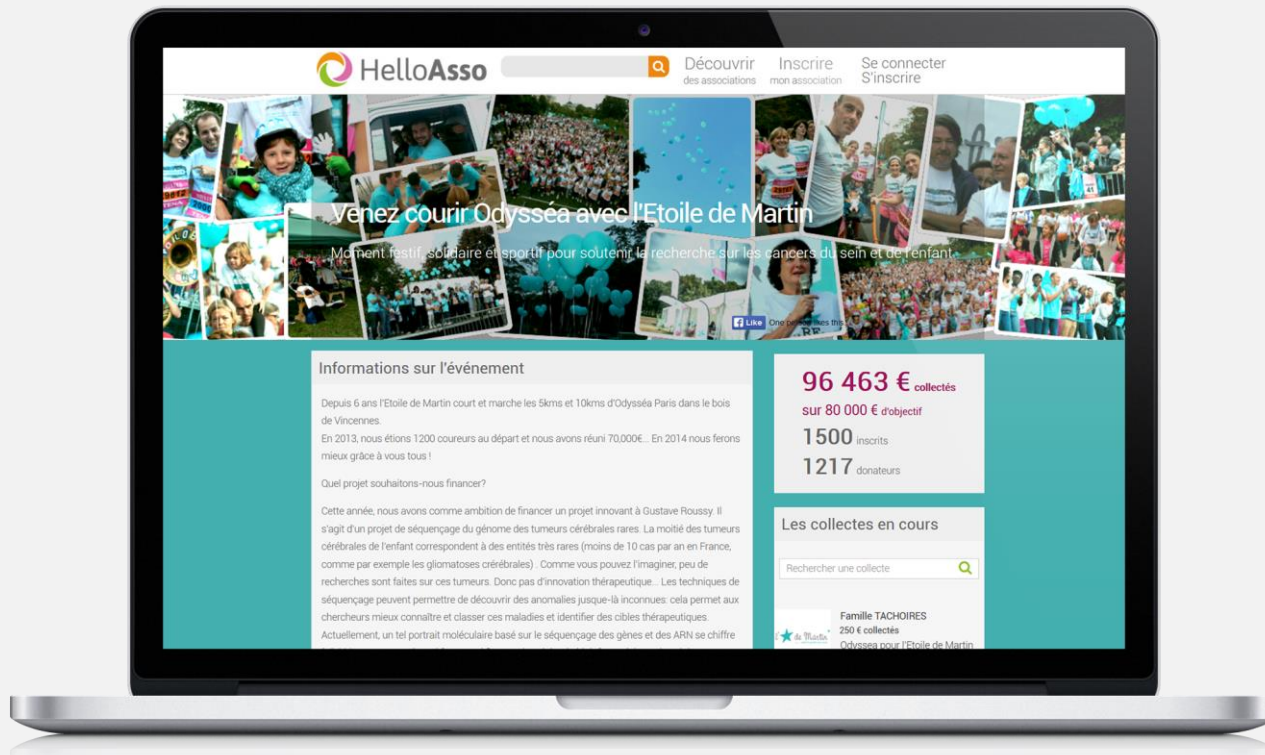 HelloAsso
Découvrir
des associations
Inscrire
mon association
Se connecter
S'inscrire
Venez courir Odysséa avec l'Etoile de Martin
Moment festif, solidaire et sportif pour soutenir la recherche sur les cancers du sein et de l'enfant.
Like One person likes this
Informations sur l'événement
Depuis 6 ans l'Etoile de Martin court et marche les 5kms et 10kms d'Odysséa Paris dans le bois
de Vincennes.
En 2013, nous étions 1200 coureurs au départ et nous avons réuni 70,000€... En 2014 nous ferons
mieux grâce à vous tous !
Quel projet souhaitons-nous financer?
Cette année, nous avons comme ambition de financer un projet innovant à Gustave Roussy. Il
s'agit d'un projet de séquençage du génome des tumeurs cérébrales rares. La moitié des tumeurs
cérébrales de l'enfant correspondent à des entités très rares (moins de 10 cas par an en France,
comme par exemple les gliomatoses crérébrales) . Comme vous pouvez l'imaginer, peu de
recherches sont faites sur ces tumeurs. Donc pas d'innovation thérapeutique... Les techniques de
séquençage peuvent permettre de découvrir des anomalies jusque-là inconnues: cela permet aux
chercheurs mieux connaître et classer ces maladies et identifier des cibles thérapeutiques.
Actuellement, un tel portrait moléculaire basé sur le séquençage des gènes et des ARN se chiffre
96 463 € collectés
sur 80 000 € d'objectif
1500 inscrits
1217 donateurs
Les collectes en cours
Rechercher une collecte
de Martin
Famille TACHOIRES
250 € collectés
Odyssea pour l'Etoile de Martin